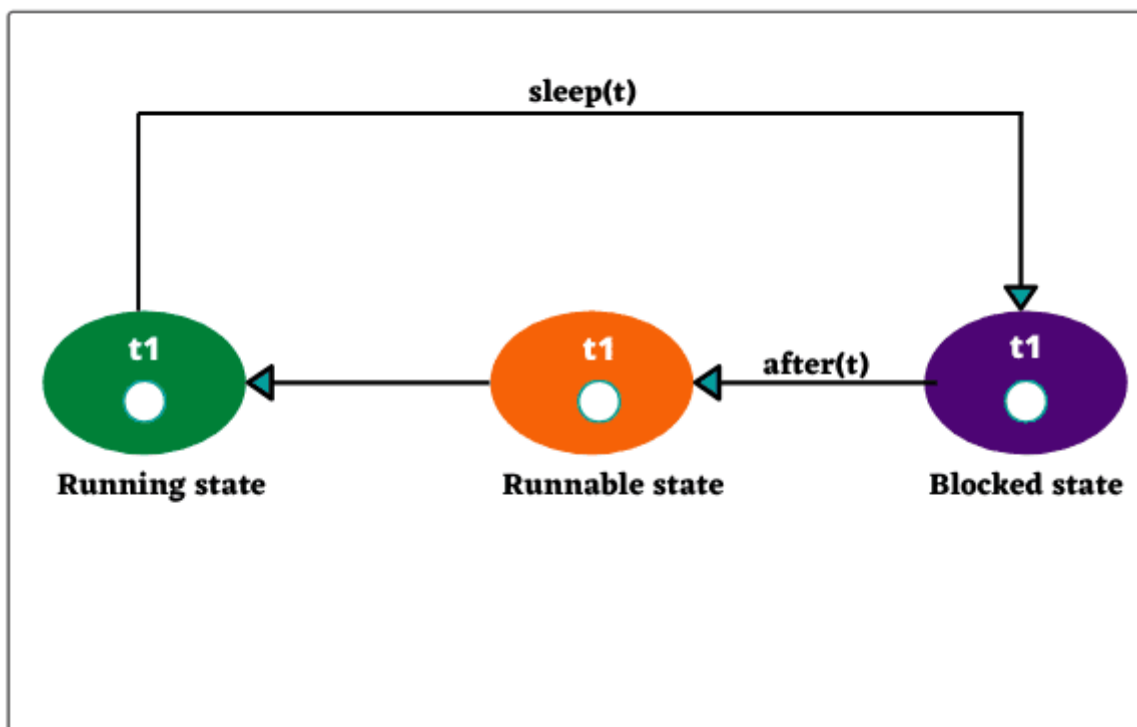 sleep(t)
t1
t1
t1
after(t)
Running state
Runnable state
Blocked state